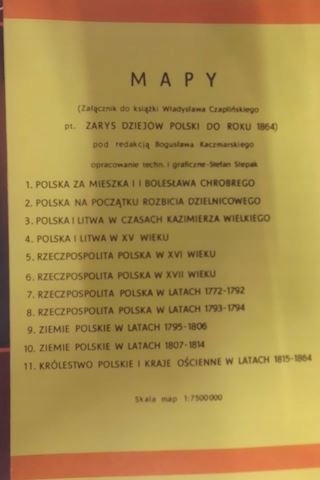 MAPY
(Załącznik do książki Władysława Czaplińskiego
pt. ZARYS DZIEJÓW POLSKI DO ROKU 1864)
pod redakcją Bogusława Kaczmarskiego
opracowanie techn. i graficzne-Stefan Ślepak
1. POLSKA ZA MIESZKA I I BOLESŁAWA CHROBREGO
2. POLSKA NA POCZĄTKU ROZBICIA DZIELNICOWEGO
3. POLSKA I LITWA W CZASACH KAZIMIERZA WIELKIEGO
4. POLSKA I LITWA W XV WIEKU
5. RZECZPOSPOLITA POLSKA W XVI WIEKU
6. RZECZPOSPOLITA POLSKA W XVII WIEKU
7. RZECZPOSPOLITA POLSKA W LATACH 1772-1792
8. RZECZPOSPOLITA POLSKA W LATACH 1793-1794
9. ZIEMIE POLSKIE W LATACH 1795-1806
10. ZIEMIE POLSKIE W LATACH 1807-1814
11. KRÓLESTWO POLSKIE I KRAJE OŚCIENNE W LATACH 1815-1864
Skala map 1:7500000